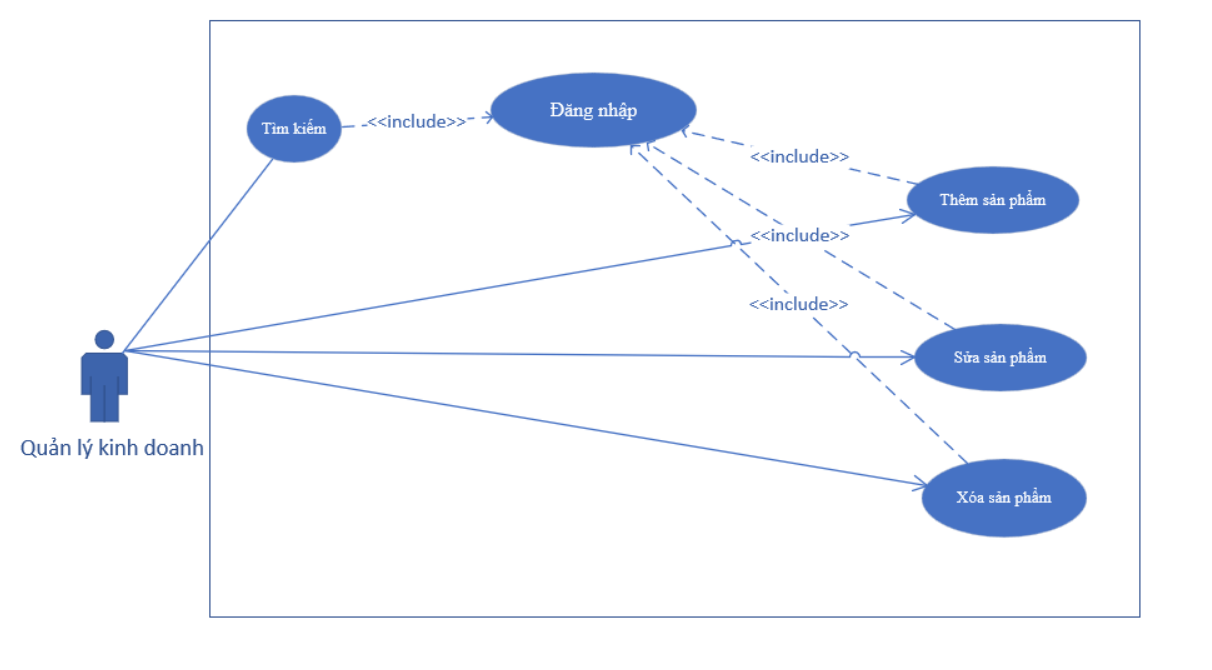 Đăng nhập
Tìm kiếm
<<include>>
<<include>>
Thêm sản phẩm
<<include>>
<<include>>
Sửa sản phẩm
Quản lý kinh doanh
Xóa sản phẩm